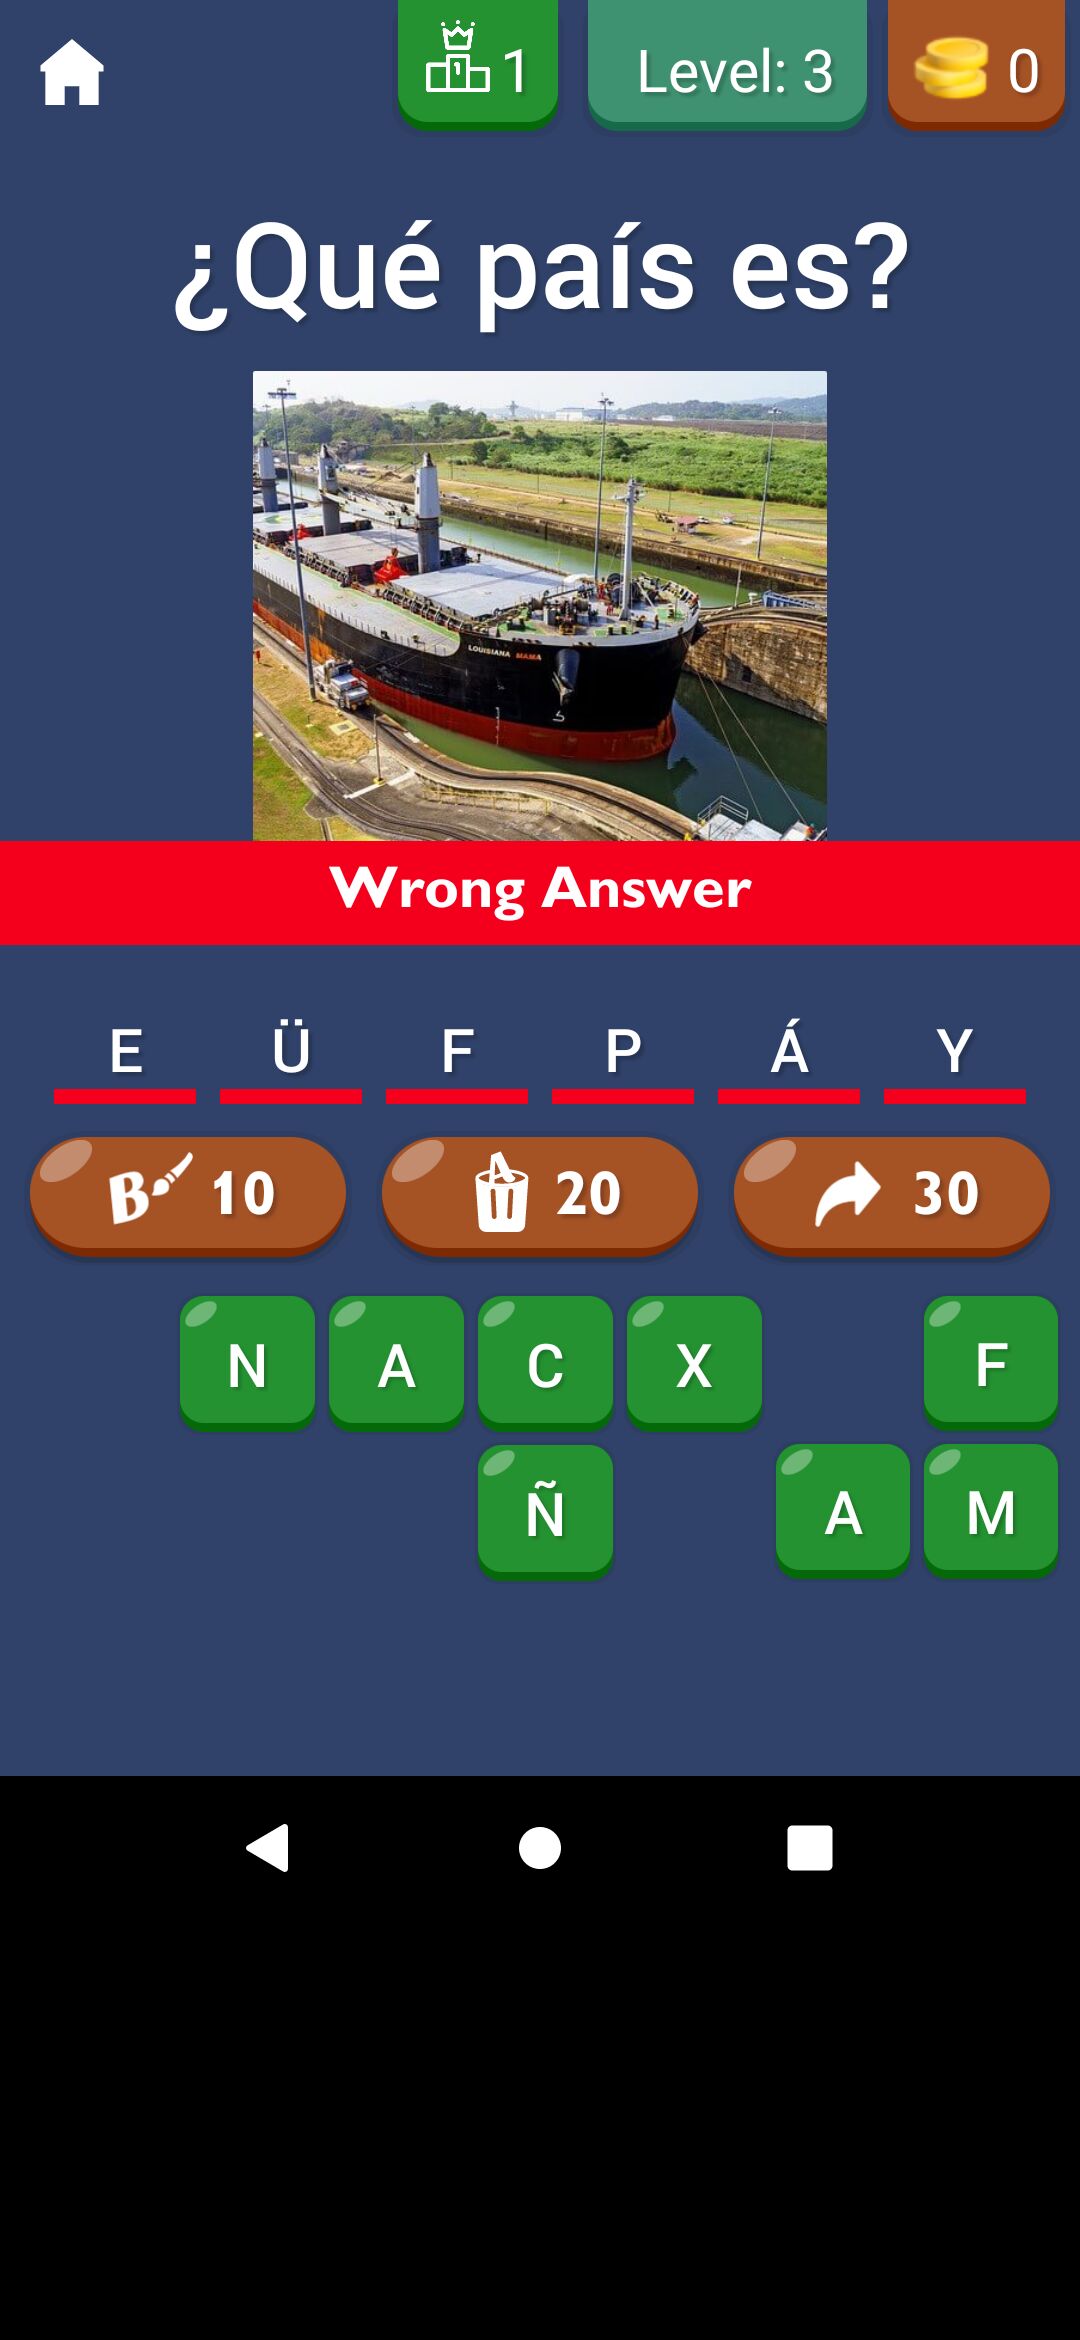 1
Level: 3
0
¿Qué país es?
LOUISIANA MAMA
Wrong Answer
E Ü F P Á Y
B 10
20
30
N A C X F
Ñ A M